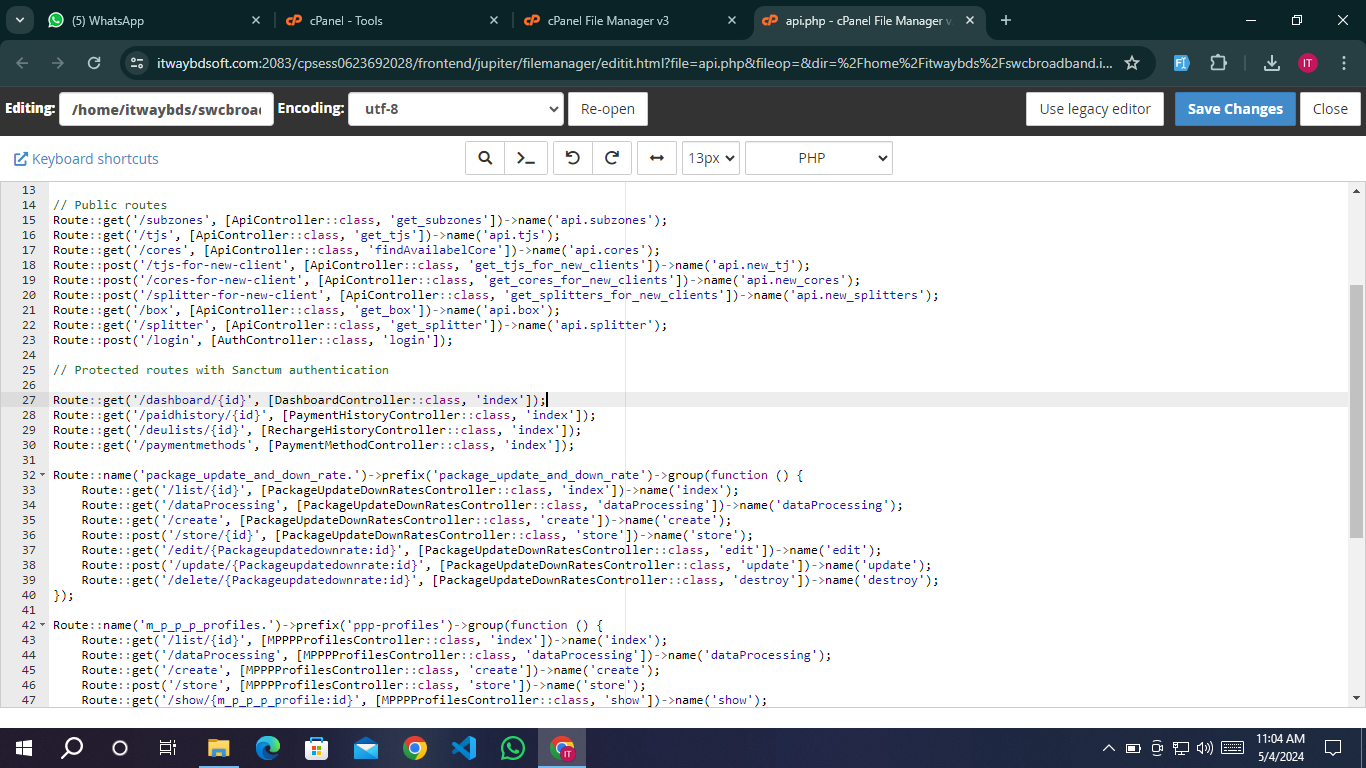 (5) WhatsApp
cPanel - Tools
cPanel File Manager v3
api.php - cPanel File Manager v
itwaybdsoft.com:2083/cpsess0623692028/frontend/jupiter/filemanager/editit.html?file=api.php&fileop=&dir=%2Fhome%2Fitwaybds%2Fswcbroadband.i...
IT
Editing:
/home/itwaybds/swcbroad
Encoding:
utf-8
Re-open
Use legacy editor
Save Changes
Close
Keyboard shortcuts
13px
PHP
13
14 // Public routes
15 Route::get('/subzones', [ApiController::class, 'get_subzones'])->name('api.subzones');
16 Route::get('/tjs', [ApiController::class, 'get_tjs'])->name('api.tjs');
17 Route::get('/cores', [ApiController::class, 'findAvailabelCore'])->name('api.cores');
18 Route::post('/tjs-for-new-client', [ApiController::class, 'get_tjs_for_new_clients'])->name('api.new_tj');
19 Route::post('/cores-for-new-client', [ApiController::class, 'get_cores_for_new_clients'])->name('api.new_cores');
20 Route::post('/splitter-for-new-client', [ApiController::class, 'get_splitters_for_new_clients'])->name('api.new_splitters');
21 Route::get('/box', [ApiController::class, 'get_box'])->name('api.box');
22 Route::get('/splitter', [ApiController::class, 'get_splitter'])->name('api.splitter');
23 Route::post('/login', [AuthController::class, 'login']);
24
25 // Protected routes with Sanctum authentication
26
27 Route::get('/dashboard/{id}', [DashboardController::class, 'index']);
28 Route::get('/paidhistory/{id}', [PaymentHistoryController::class, 'index']);
29 Route::get('/deulists/{id}', [RechargeHistoryController::class, 'index']);
30 Route::get('/paymentmethods', [PaymentMethodController::class, 'index']);
31
32 Route::name('package_update_and_down_rate.')->prefix('package_update_and_down_rate')->group(function () {
33 Route::get('/list/{id}', [PackageUpdateDownRatesController::class, 'index'])->name('index');
34 Route::get('/dataProcessing', [PackageUpdateDownRatesController::class, 'dataProcessing'])->name('dataProcessing');
35 Route::get('/create', [PackageUpdateDownRatesController::class, 'create'])->name('create');
36 Route::post('/store/{id}', [PackageUpdateDownRatesController::class, 'store'])->name('store');
37 Route::get('/edit/{Packageupdatedownrate:id}', [PackageUpdateDownRatesController::class, 'edit'])->name('edit');
38 Route::post('/update/{Packageupdatedownrate:id}', [PackageUpdateDownRatesController::class, 'update'])->name('update');
39 Route::get('/delete/{Packageupdatedownrate:id}', [PackageUpdateDownRatesController::class, 'destroy'])->name('destroy');
40 });
41
42 Route::name('m_p_p_p_profiles.')->prefix('ppp-profiles')->group(function () {
43 Route::get('/list/{id}', [MPPPProfilesController::class, 'index'])->name('index');
44 Route::get('/dataProcessing', [MPPPProfilesController::class, 'dataProcessing'])->name('dataProcessing');
45 Route::get('/create', [MPPPProfilesController::class, 'create'])->name('create');
46 Route::post('/store', [MPPPProfilesController::class, 'store'])->name('store');
47 Route::get('/show/{m_p_p_p_profile:id}', [MPPPProfilesController::class, 'show'])->name('show');
IT
11:04 AM
5/4/2024